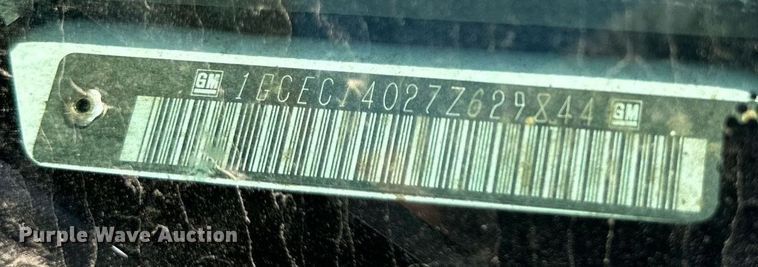 GM 1GCEC14027Z629844 GM
Purple Wave Auction